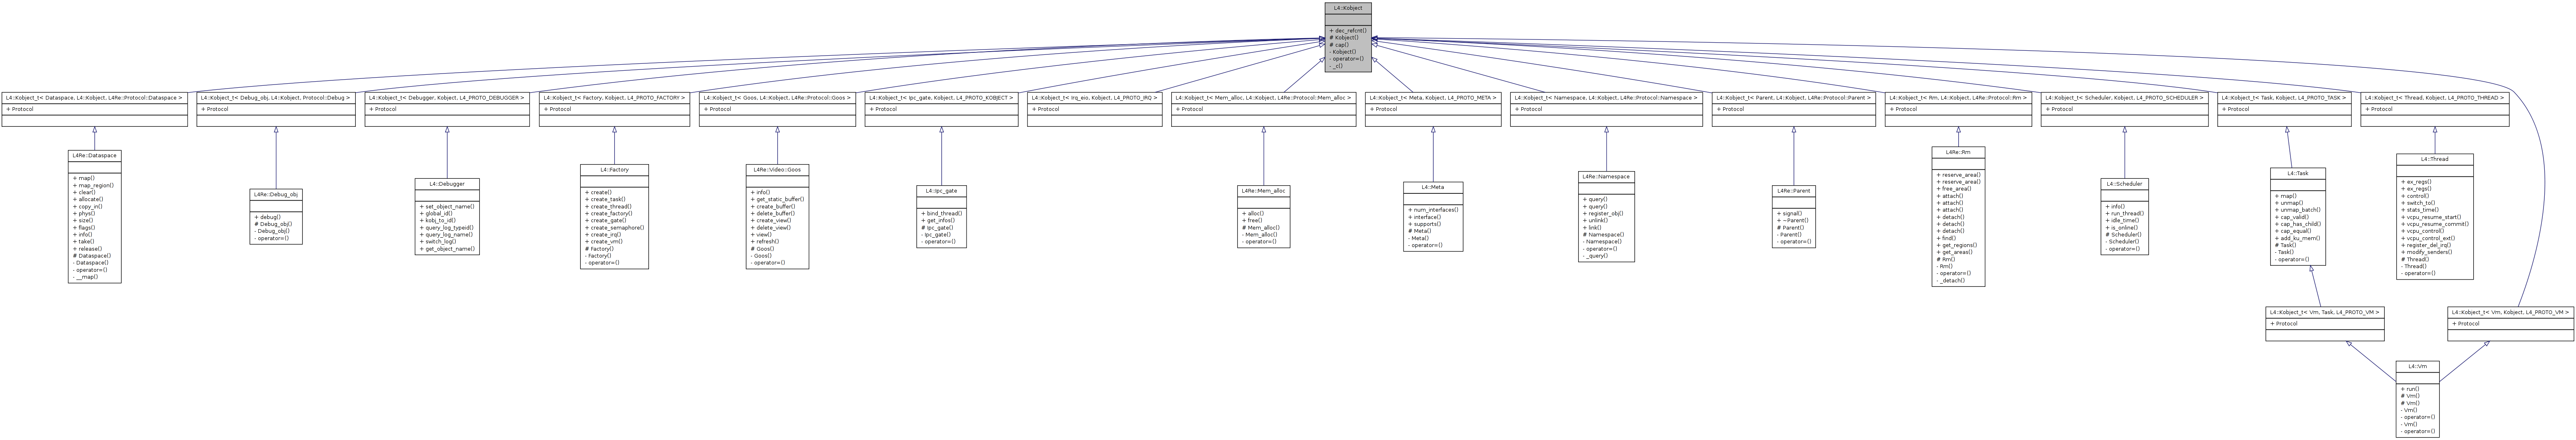 L4::Kobject
+ dec_refcnt()
# Kobject()
# cap()
- Kobject()
- operator=()
- _c()
L4::Kobject_t< Dataspace, L4::Kobject, L4Re::Protocol::Dataspace >
+ Protocol
L4::Kobject_t< Debug_obj, L4::Kobject, Protocol::Debug >
+ Protocol
L4::Kobject_t< Debugger, Kobject, L4_PROTO_DEBUGGER >
+ Protocol
L4::Kobject_t< Factory, Kobject, L4_PROTO_FACTORY >
+ Protocol
L4::Kobject_t< Goos, L4::Kobject, L4Re::Protocol::Goos >
+ Protocol
L4::Kobject_t< Ipc_gate, Kobject, L4_PROTO_KOBJECT >
+ Protocol
L4::Kobject_t< Irq_eio, Kobject, L4_PROTO_IRQ >
+ Protocol
L4::Kobject_t< Mem_alloc, L4::Kobject, L4Re::Protocol::Mem_alloc >
+ Protocol
L4::Kobject_t< Meta, Kobject, L4_PROTO_META >
+ Protocol
L4::Kobject_t< Namespace, L4::Kobject, L4Re::Protocol::Namespace >
+ Protocol
L4::Kobject_t< Parent, L4::Kobject, L4Re::Protocol::Parent >
+ Protocol
L4::Kobject_t< Rm, L4::Kobject, L4Re::Protocol::Rm >
+ Protocol
L4::Kobject_t< Scheduler, Kobject, L4_PROTO_SCHEDULER >
+ Protocol
L4::Kobject_t< Task, Kobject, L4_PROTO_TASK >
+ Protocol
L4::Kobject_t< Thread, Kobject, L4_PROTO_THREAD >
+ Protocol
L4Re::Dataspace
+ map()
+ map_region()
+ clear()
+ allocate()
+ copy_in()
+ phys()
+ size()
+ flags()
+ info()
+ take()
+ release()
# Dataspace()
- Dataspace()
- operator=()
- __map()
L4Re::Debug_obj
+ debug()
# Debug_obj()
- Debug_obj()
- operator=()
L4::Debugger
+ set_object_name()
+ global_id()
+ kobj_to_id()
+ query_log_typeid()
+ query_log_name()
+ switch_log()
+ get_object_name()
L4::Factory
+ create()
+ create_task()
+ create_thread()
+ create_factory()
+ create_gate()
+ create_semaphore()
+ create_irq()
+ create_vm()
# Factory()
- Factory()
- operator=()
L4Re::Video::Goos
+ info()
+ get_static_buffer()
+ create_buffer()
+ delete_buffer()
+ create_view()
+ delete_view()
+ view()
+ refresh()
# Goos()
- Goos()
- operator=()
L4::Ipc_gate
+ bind_thread()
+ get_infos()
# Ipc_gate()
- Ipc_gate()
- operator=()
L4Re::Mem_alloc
+ alloc()
+ free()
# Mem_alloc()
- Mem_alloc()
- operator=()
L4::Meta
+ num_interfaces()
+ interface()
+ supports()
# Meta()
- Meta()
- operator=()
L4Re::Namespace
+ query()
+ query()
+ register_obj()
+ unlink()
+ link()
# Namespace()
- Namespace()
- operator=()
- _query()
L4Re::Parent
+ signal()
+ ~Parent()
# Parent()
- Parent()
- operator=()
L4Re::Rm
+ reserve_area()
+ reserve_area()
+ free_area()
+ attach()
+ attach()
+ attach()
+ detach()
+ detach()
+ detach()
+ find()
+ get_regions()
+ get_areas()
# Rm()
- Rm()
- operator=()
- _detach()
L4::Scheduler
+ info()
+ run_thread()
+ idle_time()
+ is_online()
# Scheduler()
- Scheduler()
- operator=()
L4::Task
+ map()
+ unmap()
+ unmap_batch()
+ cap_valid()
+ cap_has_child()
+ cap_equal()
+ add_ku_mem()
# Task()
- Task()
- operator=()
L4::Thread
+ ex_regs()
+ ex_regs()
+ control()
+ switch_to()
+ stats_time()
+ vcpu_resume_start()
+ vcpu_resume_commit()
+ vcpu_control()
+ vcpu_control_ext()
+ register_del_irq()
+ modify_senders()
# Thread()
- Thread()
- operator=()
L4::Kobject_t< Vm, Task, L4_PROTO_VM >
+ Protocol
L4::Kobject_t< Vm, Kobject, L4_PROTO_VM >
+ Protocol
L4::Vm
+ run()
# Vm()
# Vm()
- Vm()
- operator=()
- Vm()
- operator=()